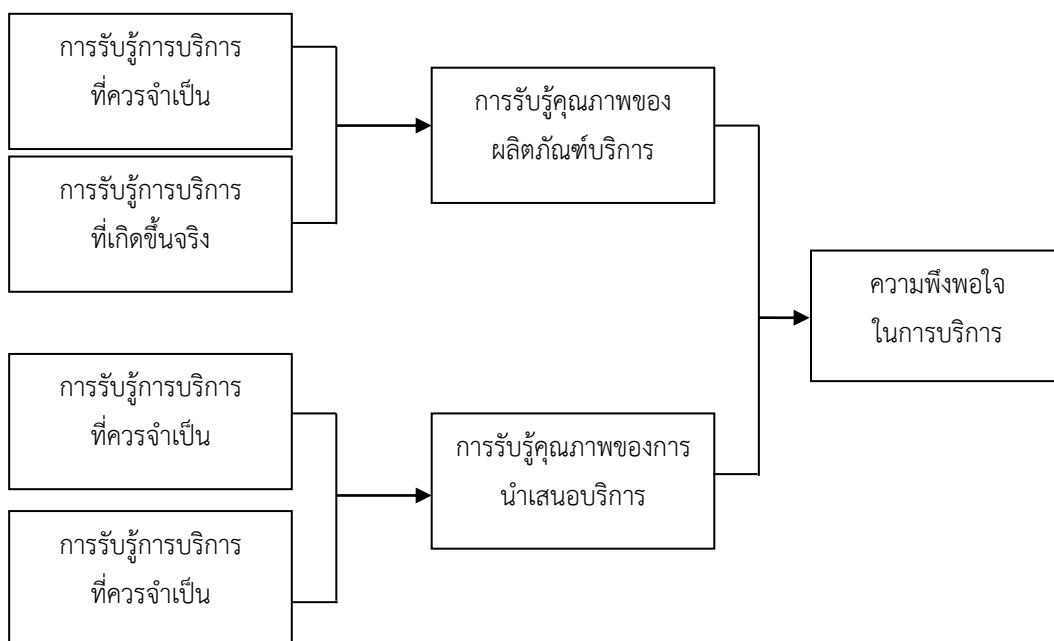 การรับรู้การบริการ
ที่ควรจำเป็น
การรับรู้การบริการ
ที่เกิดขึ้นจริง
การรับรู้คุณภาพของ
ผลิตภัณฑ์บริการ
ความพึงพอใจ
ในการบริการ
การรับรู้การบริการ
ที่ควรจำเป็น
การรับรู้การบริการ
ที่ควรจำเป็น
การรับรู้คุณภาพของการ
นำเสนอบริการ